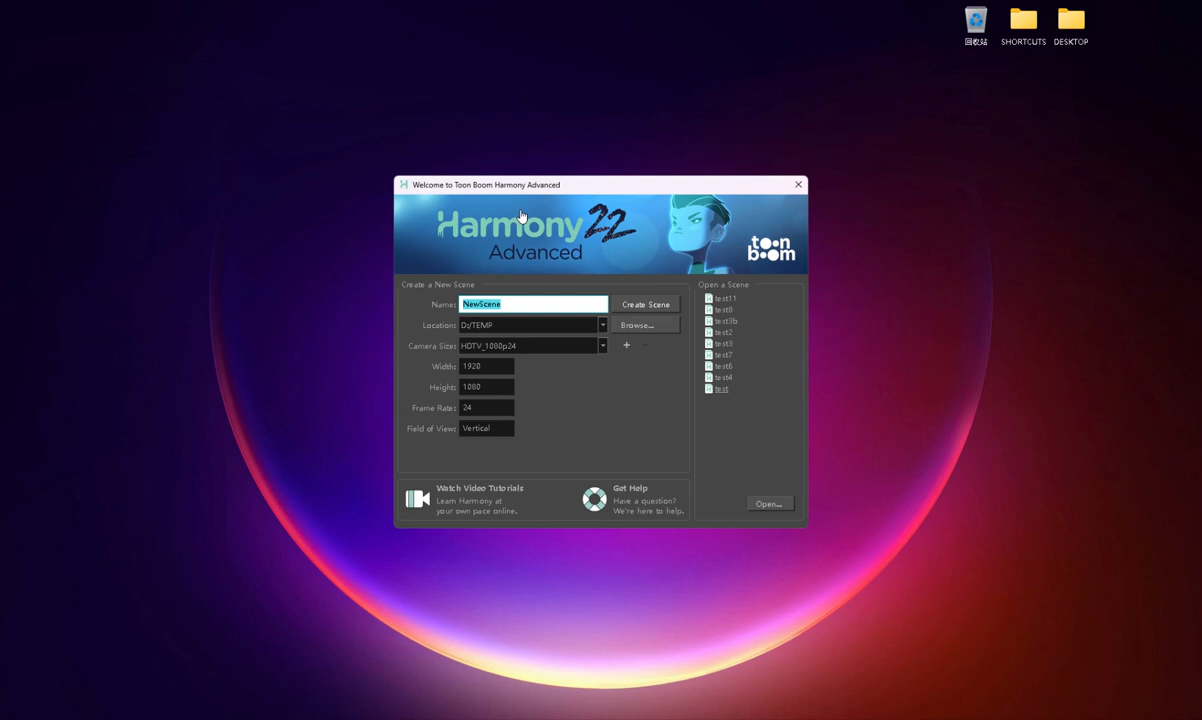 回收站
SHORTCUTS
DESKTOP
Welcome to Toon Boom Harmony Advanced
Harmony 22
Advanced
toon
boom
Create a New Scene
Name: NewScene Create Scene
Location: D:/TEMP Browse...
Camera Size: HDTV_1080p24 + -
Width: 1920
Height: 1080
Frame Rate: 24
Field of View: Vertical
Watch Video Tutorials
Learn Harmony at
your own pace online.
Get Help
Have a question?
We're here to help.
Open a Scene
test11
test8
test3b
test2
test3
test7
test6
test4
test
Open...